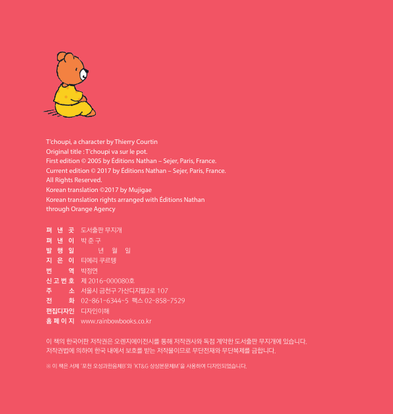 T'choupi, a character by Thierry Courtin
Original title : T'choupi va sur le pot.
First edition © 2005 by Éditions Nathan – Sejer, Paris, France.
Current edition © 2017 by Éditions Nathan – Sejer, Paris, France.
All Rights Reserved.
Korean translation ©2017 by Mujigae
Korean translation rights arranged with Éditions Nathan
through Orange Agency
펴 낸 곳 도서출판 무지개
펴 낸 이 박 준 구
발 행 일 년 월 일
지 은 이 티에리 쿠르탱
번 역 박정연
신 고 번 호 제 2016-000080호
주 소 서울시 금천구 가산디지털2로 107
전 화 02-861-6344~5 팩스 02-858-7529
편집디자인 디자인이래
홈 페 이 지 www.rainbowbooks.co.kr
이 책의 한국어판 저작권은 오렌지에이전시를 통해 저작권사와 독점 계약한 도서출판 무지개에 있습니다.
저작권법에 의하여 한국 내에서 보호를 받는 저작물이므로 무단전재와 무단복제를 금합니다.
※ 이 책은 서체 '포천 오성과한음체B'와 'KT&G 상상본문체M'을 사용하여 디자인되었습니다.